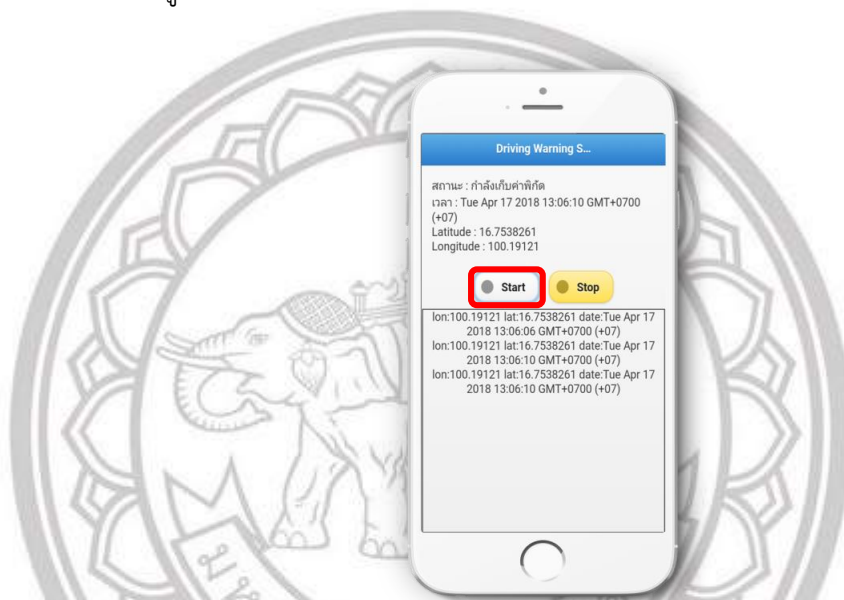 Driving Warning S...
สถานะ : กำลังเก็บค่าพิกัด
เวลา : Tue Apr 17 2018 13:06:10 GMT+0700
(+07)
Latitude : 16.7538261
Longitude : 100.19121
Start
Stop
lon:100.19121 lat:16.7538261 date:Tue Apr 17
2018 13:06:06 GMT+0700 (+07)
lon:100.19121 lat:16.7538261 date:Tue Apr 17
2018 13:06:10 GMT+0700 (+07)
lon:100.19121 lat:16.7538261 date:Tue Apr 17
2018 13:06:10 GMT+0700 (+07)